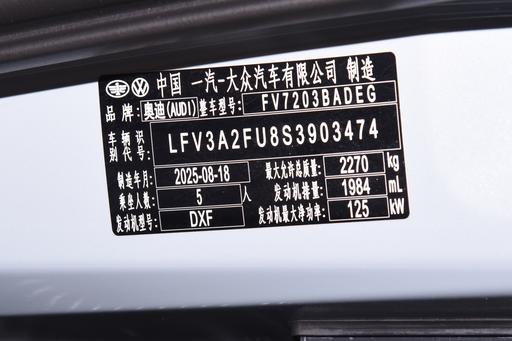 中国 一汽-大众汽车有限公司 制造
品牌: 奥迪(AUDI) 整车型号: FV7203BADEG
车辆识别代号: LFV3A2FU8S3903474
制造年月: 2025-08-18 最大允许总质量: 2270 kg
乘坐人数: 5 人 发动机排量: 1984 mL
发动机型号: DXF 发动机最大净功率: 125 kW